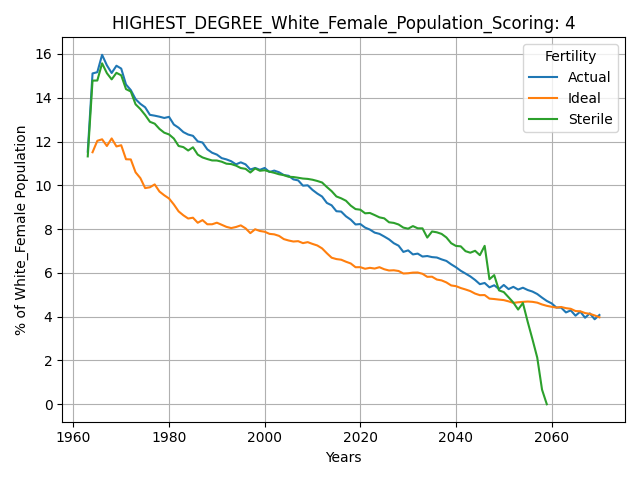 HIGHEST_DEGREE_White_Female_Population_Scoring: 4
% of White_Female Population
16
14
12
10
8
6
4
2
0
Fertility
Actual
Ideal
Sterile
1960 1980 2000 2020 2040 2060
Years